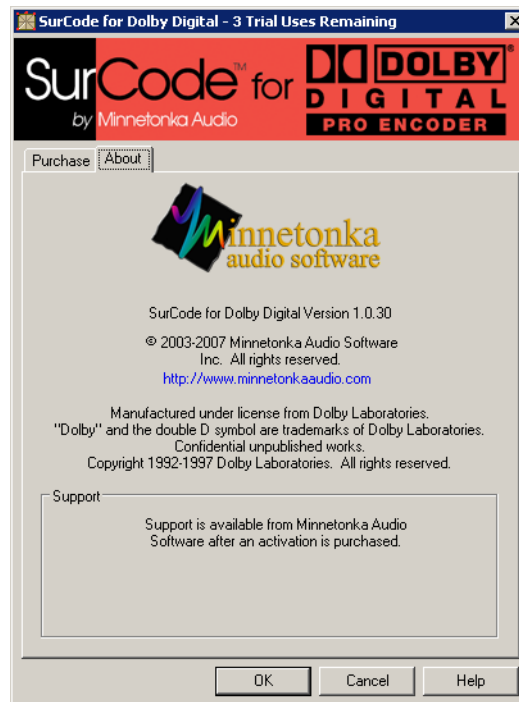 SurCode for Dolby Digital - 3 Trial Uses Remaining
SurCode™ for
by Minnetonka Audio
DOLBY®
DIGITAL
PRO ENCODER
Purchase About
Minnetonka
audio software
SurCode for Dolby Digital Version 1.0.30
© 2003-2007 Minnetonka Audio Software
Inc. All rights reserved.
http://www.minnetonkaaudio.com
Manufactured under license from Dolby Laboratories.
"Dolby" and the double D symbol are trademarks of Dolby Laboratories.
Confidential unpublished works.
Copyright 1992-1997 Dolby Laboratories. All rights reserved.
Support
Support is available from Minnetonka Audio
Software after an activation is purchased.
OK Cancel Help